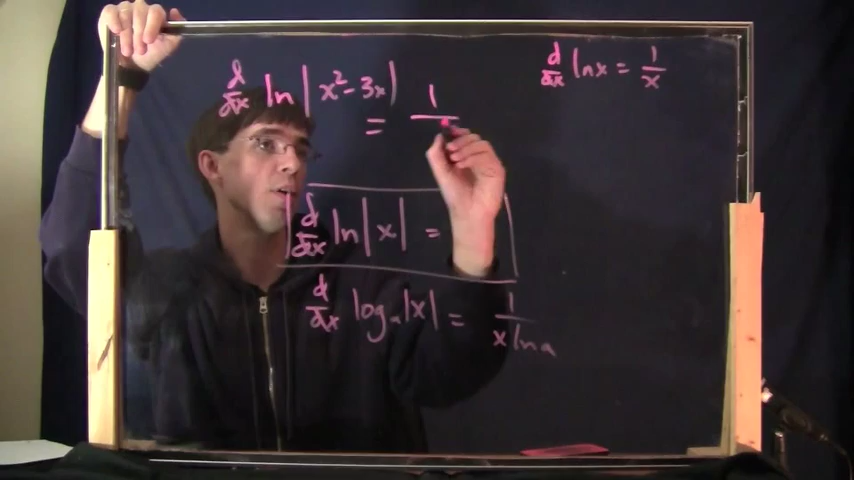 d/dx ln|x² - 3x|
= 1/
d/dx ln x = 1/x
d/dx ln|x| =
d/dx logₐ|x| = 1/(x ln a)